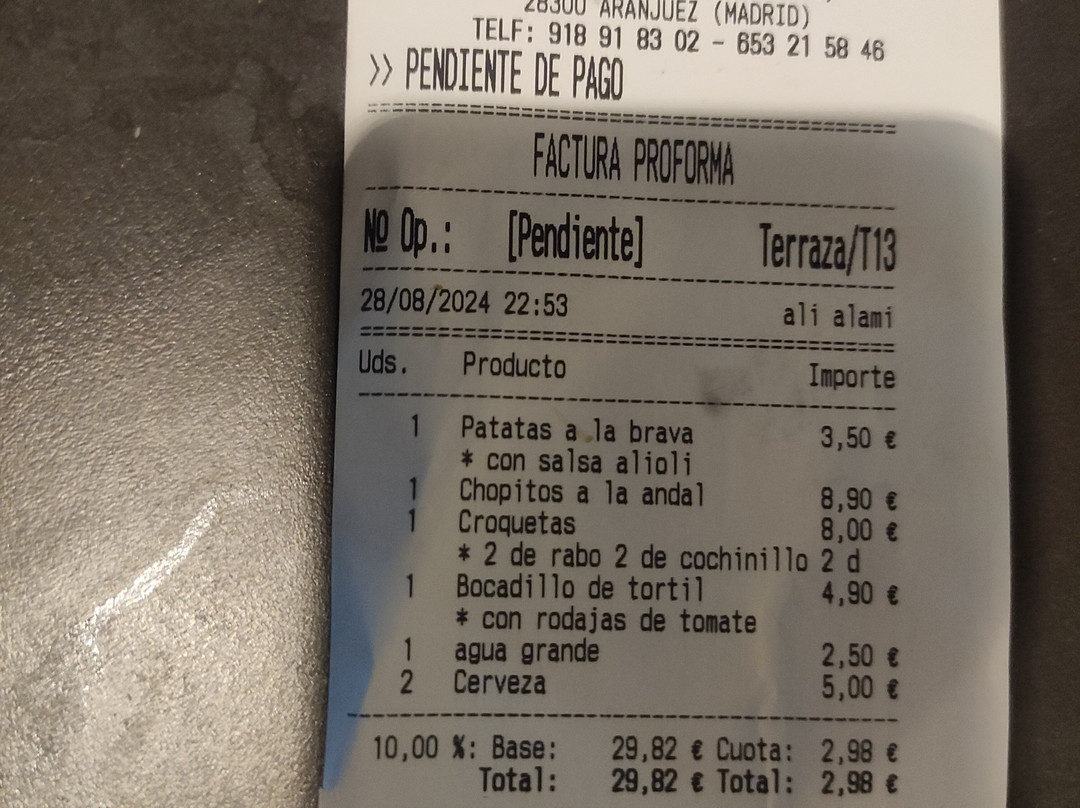 28300 ARANJUEZ (MADRID)
TELF: 918 91 83 02 - 653 21 58 46
>> PENDIENTE DE PAGO
FACTURA PROFORMA
Nº Op.: [Pendiente] Terraza/T13
28/08/2024 22:53 ali alami
Uds. Producto Importe
1 Patatas a la brava 3,50 €
* con salsa alioli
1 Chopitos a la andal 8,90 €
1 Croquetas 8,00 €
* 2 de rabo 2 de cochinillo 2 d
1 Bocadillo de tortil 4,90 €
* con rodajas de tomate
1 agua grande 2,50 €
2 Cerveza 5,00 €
10,00 %: Base: 29,82 € Cuota: 2,98 €
Total: 29,82 € Total: 2,98 €